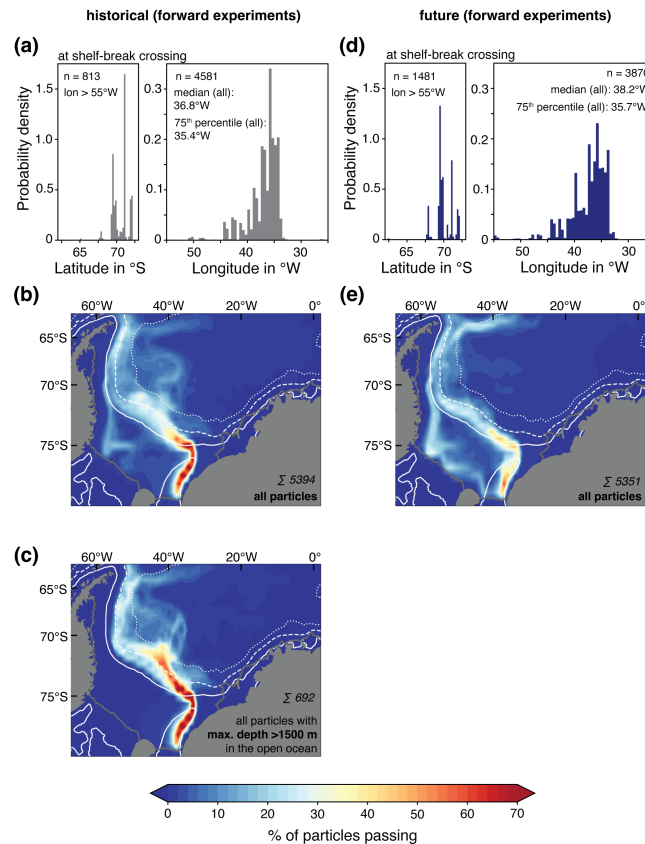 historical (forward experiments)
future (forward experiments)
(a)
at shelf-break crossing
n = 813
lon > 55°W
n = 4581
median (all):
36.8°W
75th percentile (all):
35.4°W
Probability density
1.5
1.0
0.5
0
0.3
0.2
0.1
0
60
70
50
40
30
Latitude in °S
Longitude in °W
(d)
at shelf-break crossing
n = 1481
lon > 55°W
n = 3870
median (all): 38.2°W
75th percentile (all): 35.7°W
Probability density
1.5
1.0
0.5
0
0.3
0.2
0.1
0
60
70
50
40
30
Latitude in °S
Longitude in °W
(b)
60°W
40°W
20°W
0°
65°S
70°S
75°S
∑ 5394
all particles
(e)
60°W
40°W
20°W
0°
65°S
70°S
75°S
∑ 5351
all particles
(c)
60°W
40°W
20°W
0°
65°S
70°S
75°S
∑ 692
all particles with
max. depth >1500 m
in the open ocean
0
10
20
30
40
50
60
70
% of particles passing